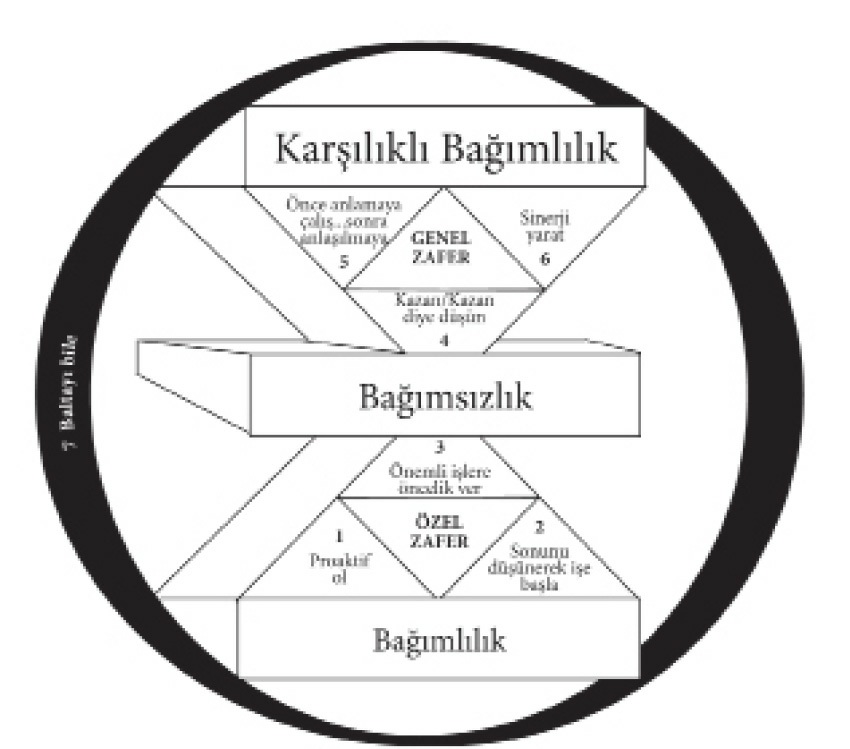 Karşılıklı Bağımlılık
Önce anlamaya
çalış...sonra
anlaşılmaya
5
GENEL
ZAFER
Sinerji
yarat
6
Kazan/Kazan
diye düşün
4
7 Baltayı bile
Bağımsızlık
3
Önemli işlere
öncelik ver
1
Proaktif
ol
ÖZEL
ZAFER
2
Sonunu
düşünerek işe
başla
Bağımlılık